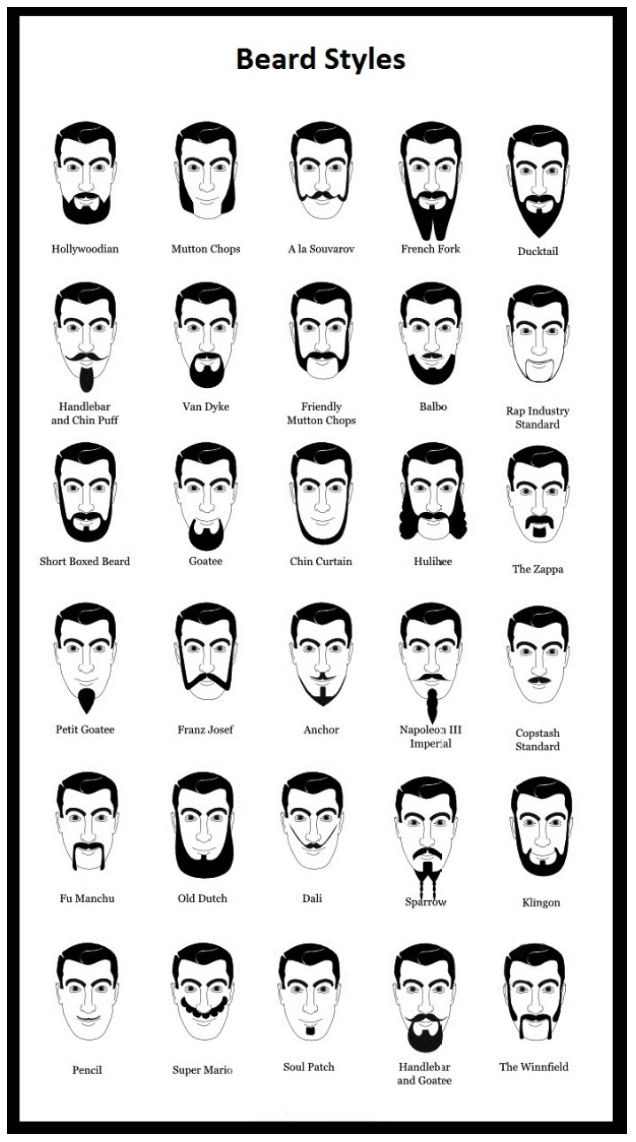 Beard Styles
Hollywoodian
Mutton Chops
A la Souvarov
French Fork
Ducktail
Handlebar
and Chin Puff
Van Dyke
Friendly
Mutton Chops
Balbo
Rap Industry
Standard
Short Boxed Beard
Goatee
Chin Curtain
Hulihee
The Zappa
Petit Goatee
Franz Josef
Anchor
Napoleon III
Imperial
Copstash
Standard
Fu Manchu
Old Dutch
Dali
Sparrow
Klingon
Pencil
Super Mario
Soul Patch
Handlebar
and Goatee
The Winnfield